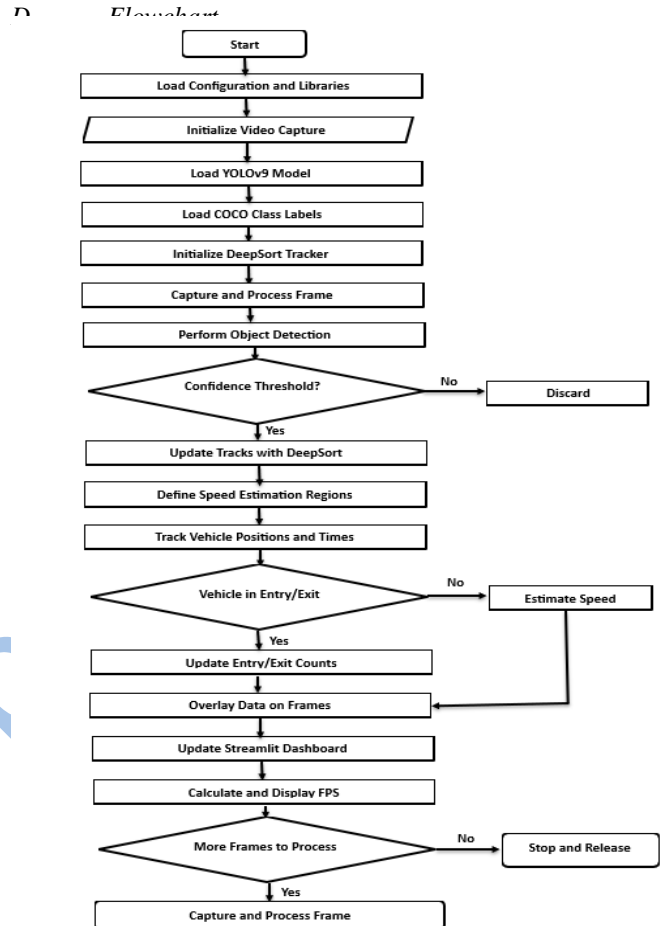 D. Flowchart
Start
Load Configuration and Libraries
Initialize Video Capture
Load YOLOv9 Model
Load COCO Class Labels
Initialize DeepSort Tracker
Capture and Process Frame
Perform Object Detection
Confidence Threshold?
No
Discard
Yes
Update Tracks with DeepSort
Define Speed Estimation Regions
Track Vehicle Positions and Times
Vehicle in Entry/Exit
No
Estimate Speed
Yes
Update Entry/Exit Counts
Overlay Data on Frames
Update Streamlit Dashboard
Calculate and Display FPS
More Frames to Process
No
Stop and Release
Yes
Capture and Process Frame